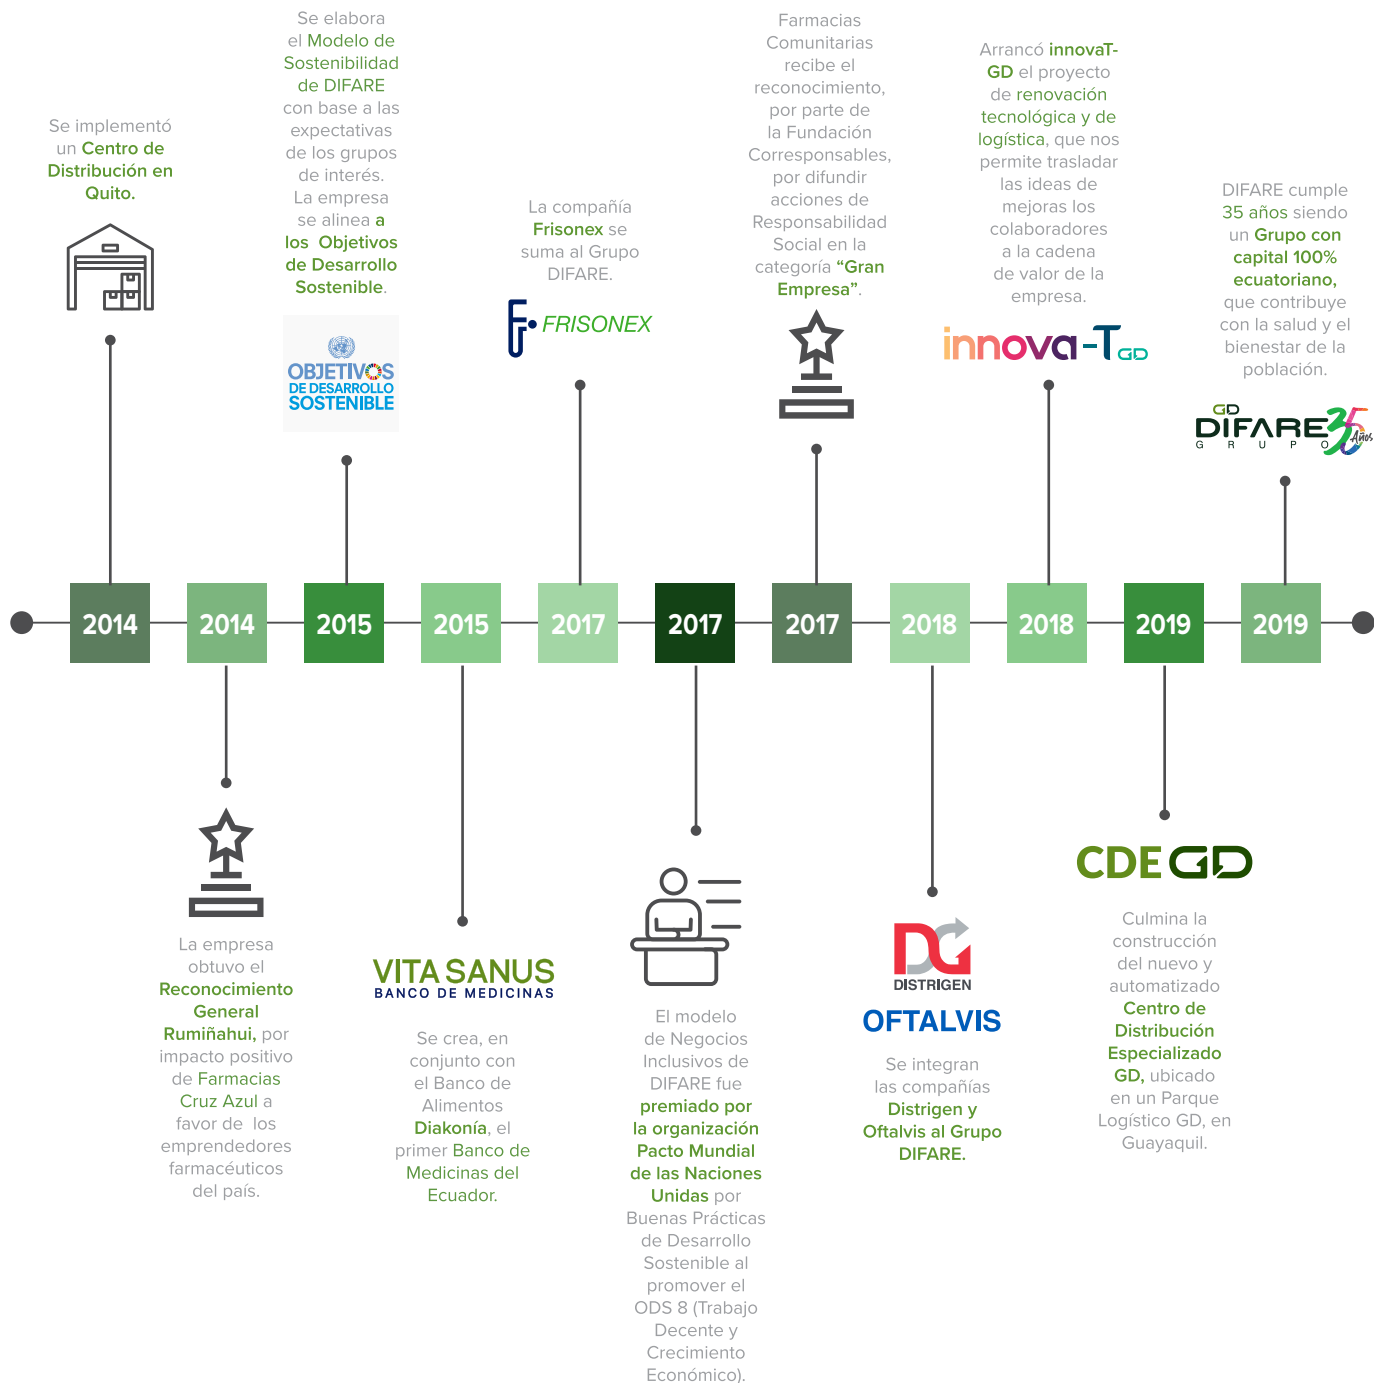 Se implementó
un Centro de
Distribución en
Quito.
Se elabora
el Modelo de
Sostenibilidad
de DIFARE
con base a las
expectativas
de los grupos
de interés.
La empresa
se alinea a
los Objetivos
de Desarrollo
Sostenible.
OBJETIVOS
DE DESARROLLO
SOSTENIBLE
La compañía
Frisonex se
suma al Grupo
DIFARE.
FRISONEX
Farmacias
Comunitarias
recibe el
reconocimiento,
por parte de
la Fundación
Corresponsables,
por difundir
acciones de
Responsabilidad
Social en la
categoría “Gran
Empresa”.
Arrancó innovaT-
GD el proyecto
de renovación
tecnológica y de
logística, que nos
permite trasladar
las ideas de
mejoras los
colaboradores
a la cadena
de valor de la
empresa.
innova-T GD
DIFARE cumple
35 años siendo
un Grupo con
capital 100%
ecuatoriano,
que contribuye
con la salud y el
bienestar de la
población.
GD
DIFARE 35
GRUPO Años
2014 2014 2015 2015 2017 2017 2017 2018 2018 2019 2019
La empresa
obtuvo el
Reconocimiento
General
Rumiñahui, por
impacto positivo
de Farmacias
Cruz Azul a
favor de los
emprendedores
farmacéuticos
del país.
VITA SANUS
BANCO DE MEDICINAS
Se crea, en
conjunto con
el Banco de
Alimentos
Diakonía, el
primer Banco de
Medicinas del
Ecuador.
El modelo
de Negocios
Inclusivos de
DIFARE fue
premiado por
la organización
Pacto Mundial
de las Naciones
Unidas por
Buenas Prácticas
de Desarrollo
Sostenible al
promover el
ODS 8 (Trabajo
Decente y
Crecimiento
Económico).
DG
DISTRIGEN
OFTALVIS
Se integran
las compañías
Distrigen y
Oftalvis al Grupo
DIFARE.
CDE GD
Culmina la
construcción
del nuevo y
automatizado
Centro de
Distribución
Especializado
GD, ubicado
en un Parque
Logístico GD, en
Guayaquil.